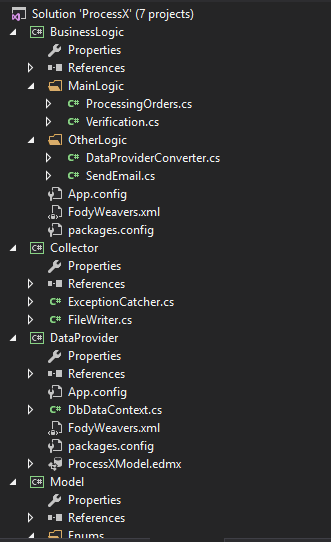 Solution 'ProcessX' (7 projects)
C# BusinessLogic
Properties
References
MainLogic
C# ProcessingOrders.cs
C# Verification.cs
OtherLogic
C# DataProviderConverter.cs
C# SendEmail.cs
App.config
FodyWeavers.xml
packages.config
C# Collector
Properties
References
C# ExceptionCatcher.cs
C# FileWriter.cs
C# DataProvider
Properties
References
App.config
C# DbDataContext.cs
FodyWeavers.xml
packages.config
ProcessXModel.edmx
C# Model
Properties
References
Enums